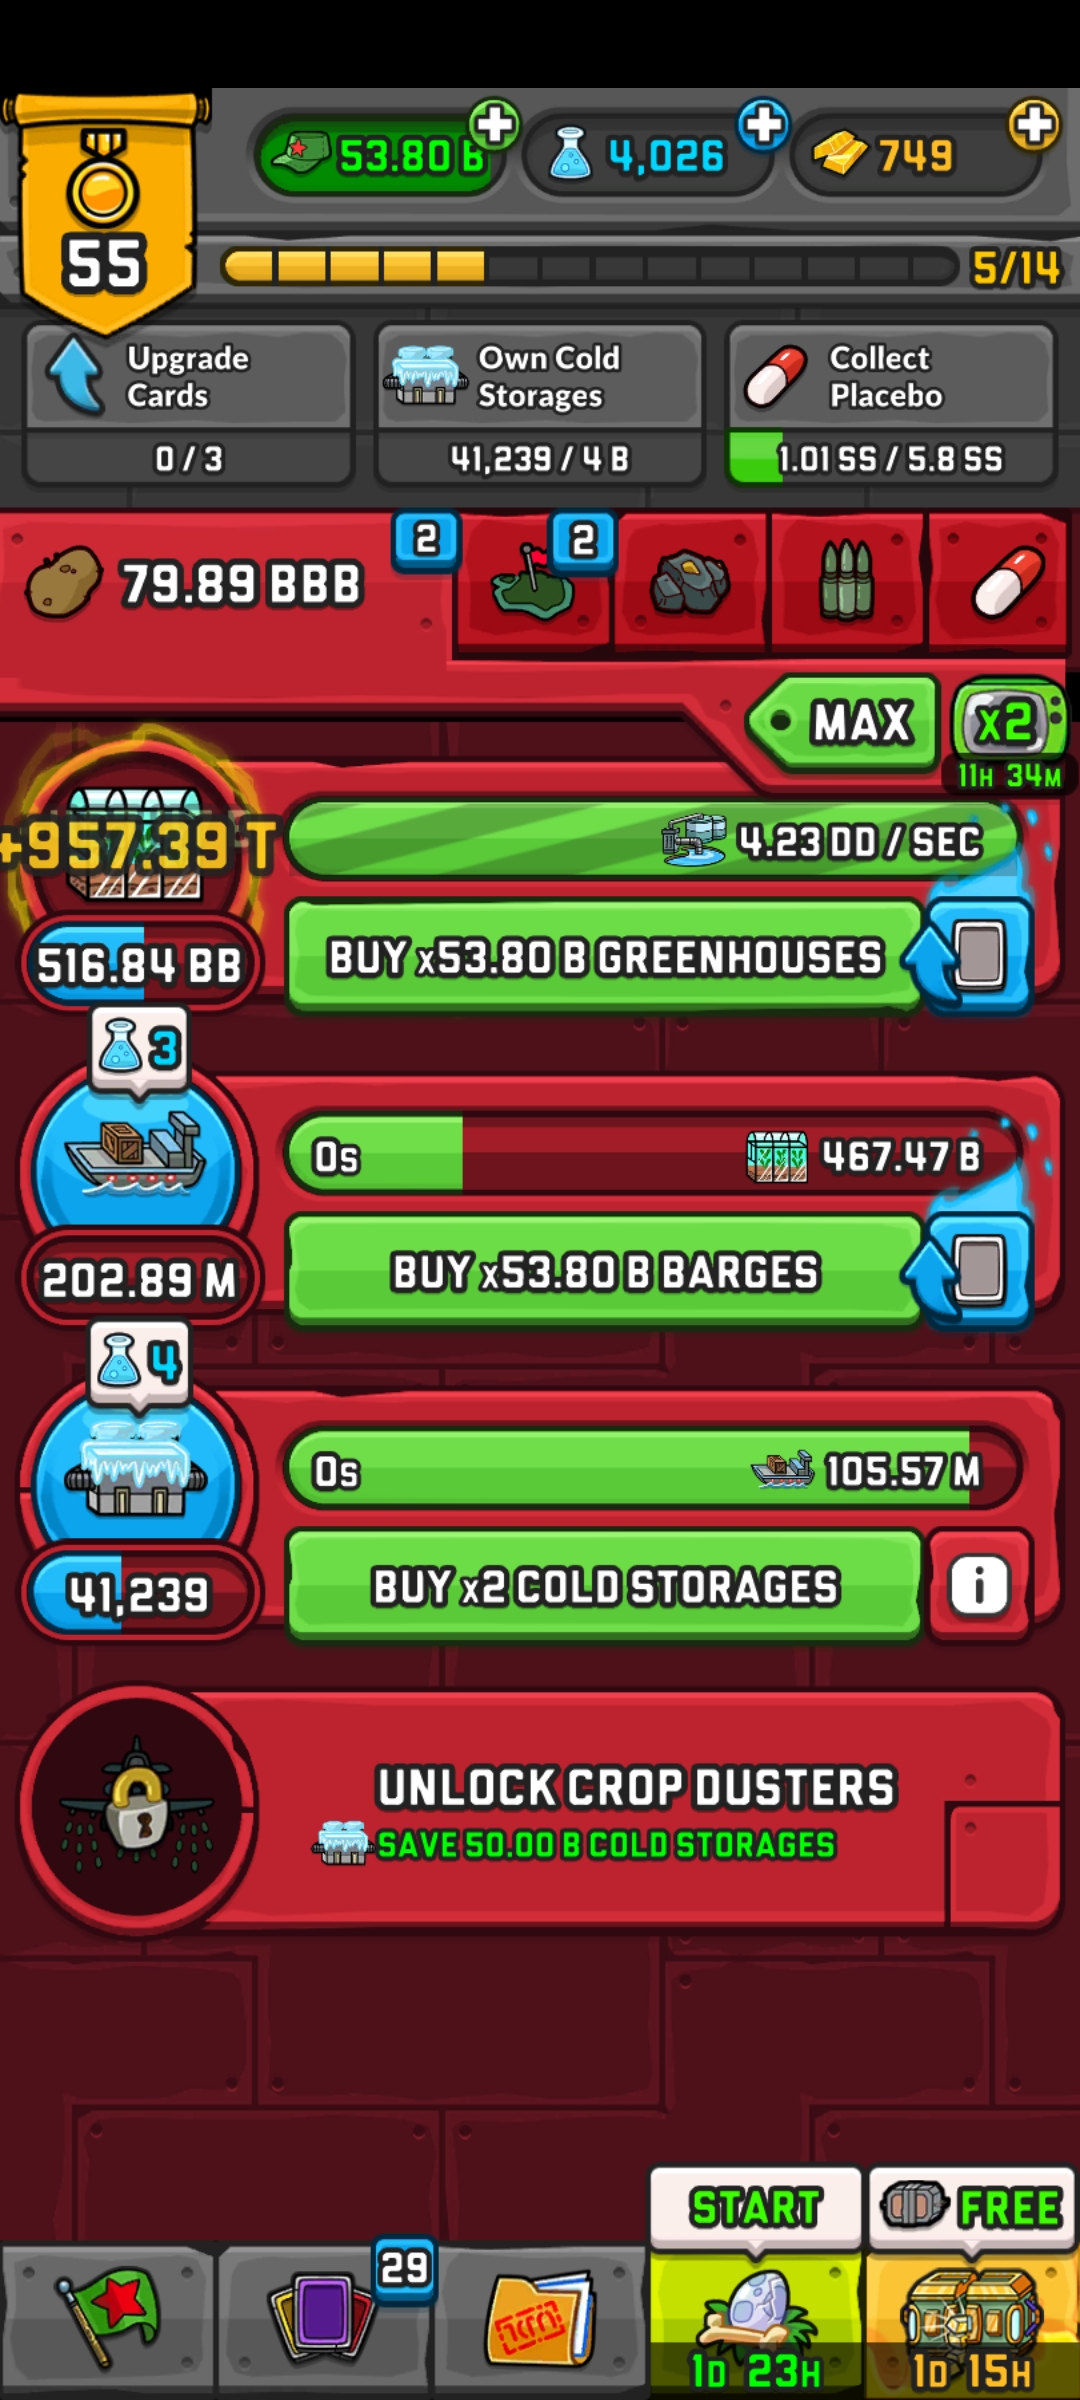 55
53.80 B
4,026
749
5/14
Upgrade
Cards
0 / 3
Own Cold
Storages
41,239 / 4 B
Collect
Placebo
1.01 SS / 5.8 SS
79.89 BBB
2
2
MAX
x2
11H 34M
+957.39 T
4.23 DD / SEC
516.84 BB
BUY x53.80 B GREENHOUSES
3
0s
467.47 B
202.89 M
BUY x53.80 B BARGES
4
0s
105.57 M
41,239
BUY x2 COLD STORAGES
i
UNLOCK CROP DUSTERS
SAVE 50.00 B COLD STORAGES
START
FREE
29
1D 23H
1D 15H